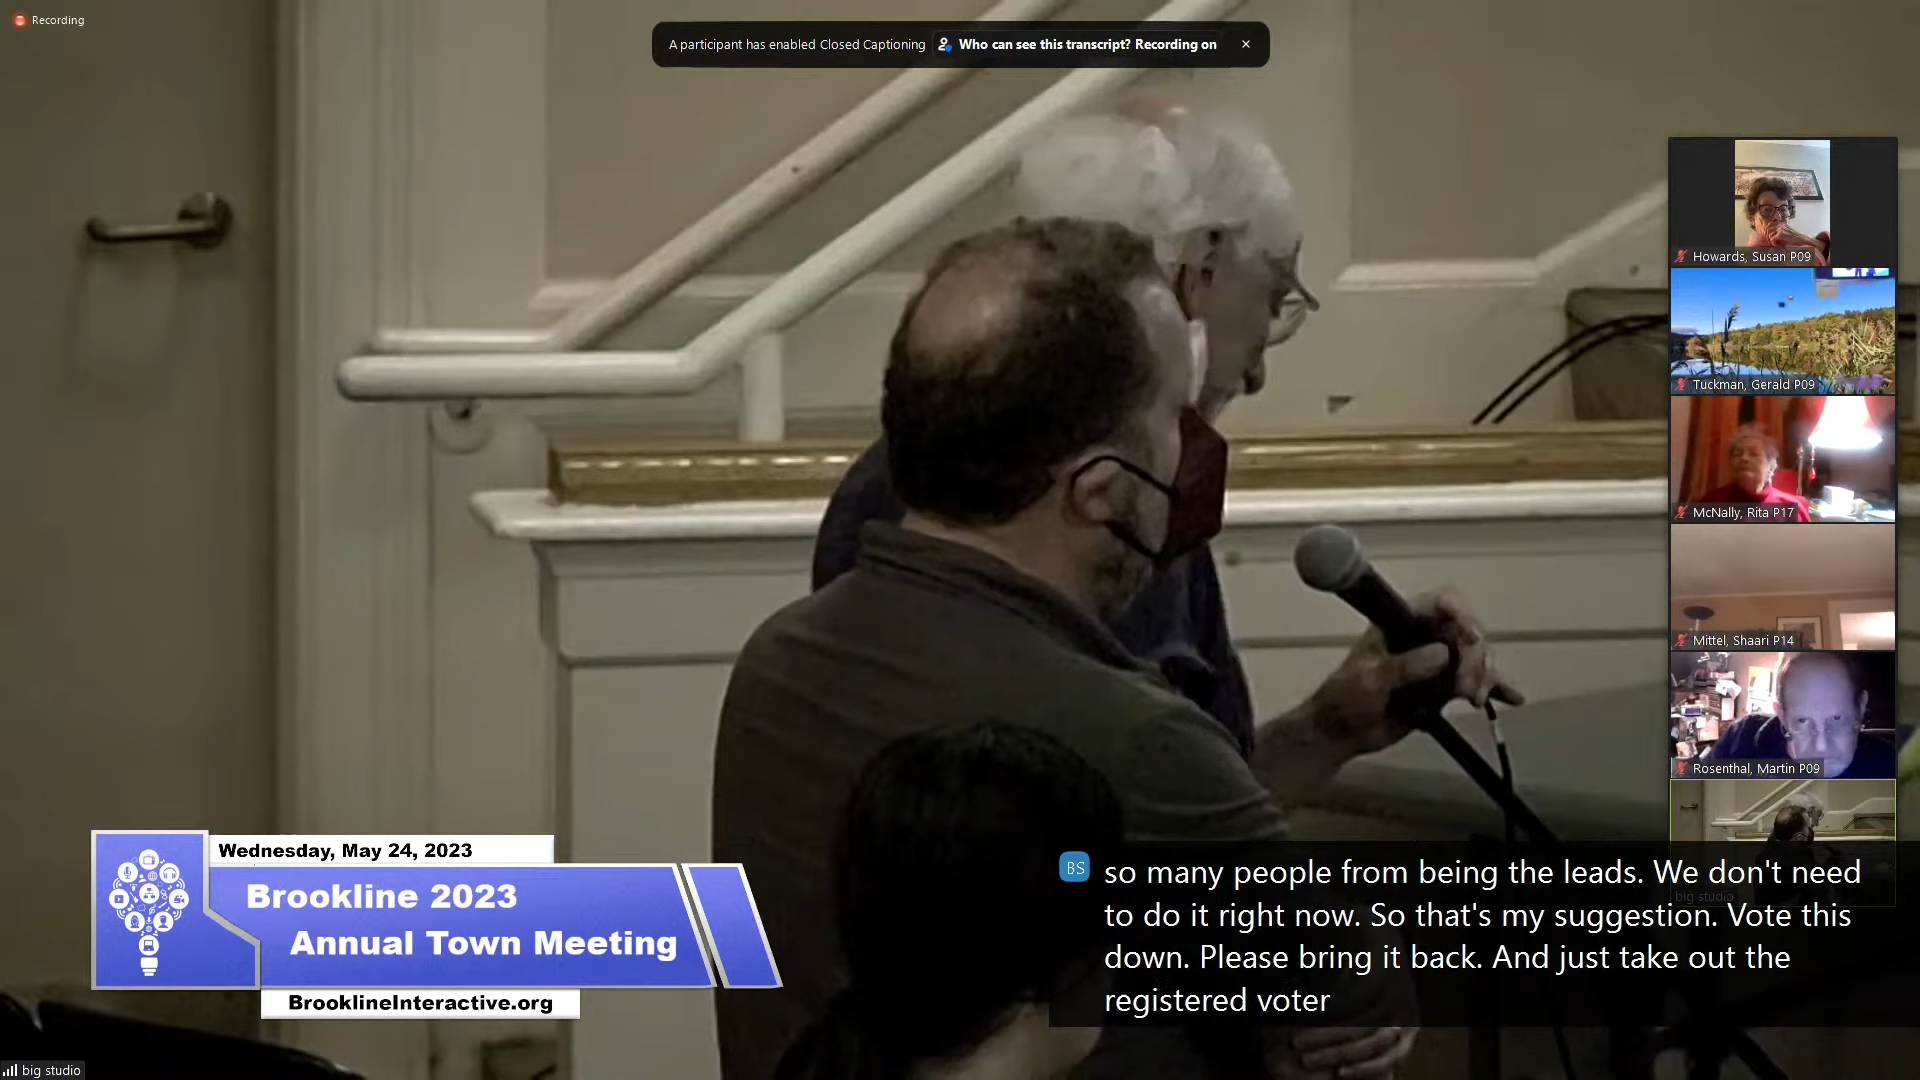 Recording
A participant has enabled Closed Captioning Who can see this transcript? Recording on
Howards, Susan P09
Tuckman, Gerald P09
McNally, Rita P17
Mittel, Shaari P14
Rosenthal, Martin P09
big studio
Wednesday, May 24, 2023
Brookline 2023
Annual Town Meeting
BrooklineInteractive.org
BS
so many people from being the leads. We don't need
to do it right now. So that's my suggestion. Vote this
down. Please bring it back. And just take out the
registered voter
big studio